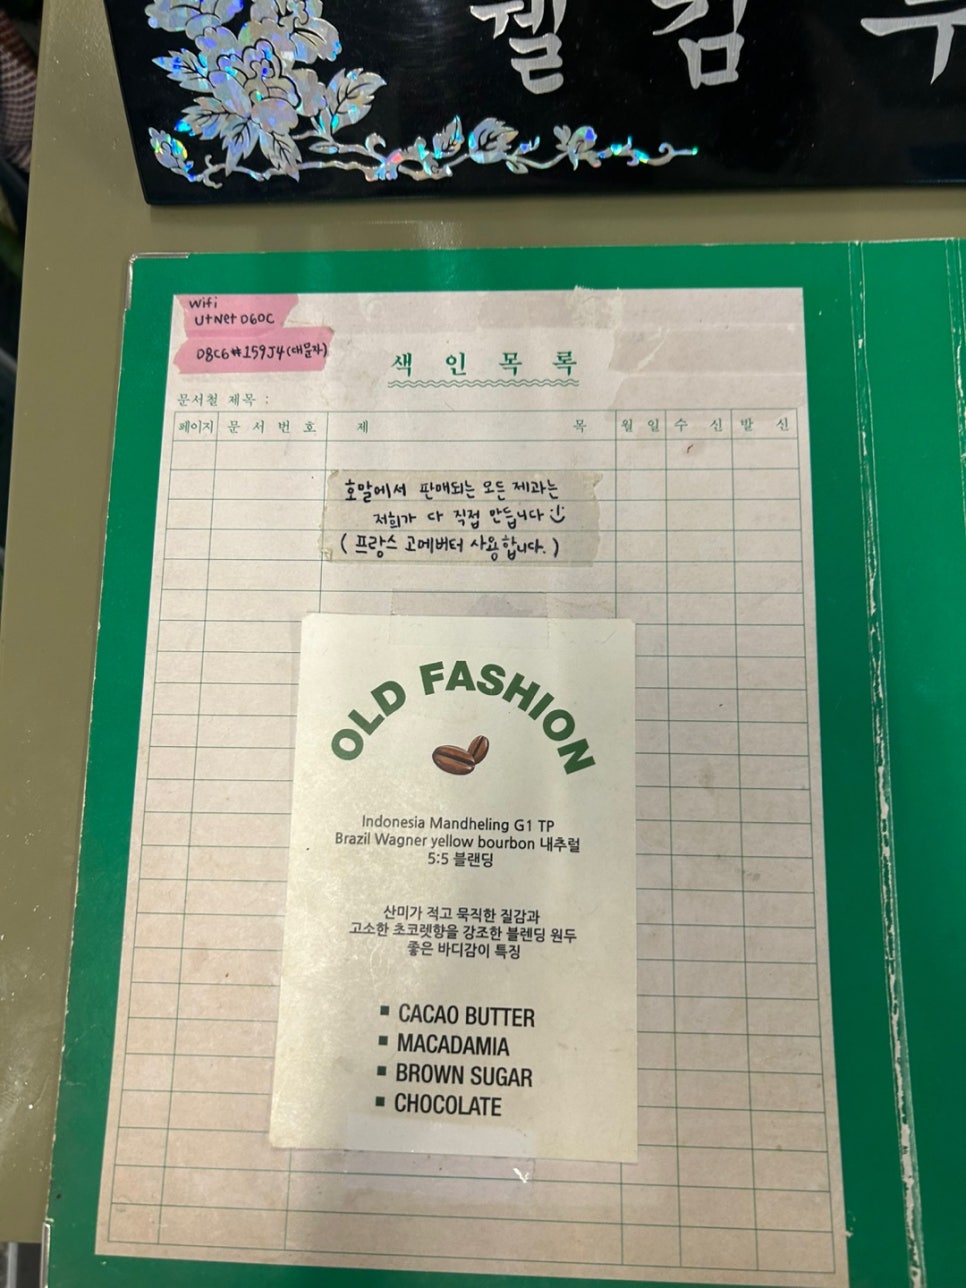 웰컴투
wifi
U+Net D60C
D8C6#159J4(대문자)
색인목록
문서철 제목 :
페이지 문서번호 제목 월일 수신 발신
호말에서 판매되는 모든 제과는
저희가 다 직접 만듭니다
(프랑스 고메버터 사용합니다.)
OLD FASHION
Indonesia Mandheling G1 TP
Brazil Wagner yellow bourbon 내추럴
5:5 블랜딩
산미가 적고 묵직한 질감과
고소한 초코렛향을 강조한 블렌딩 원두
좋은 바디감이 특징
▪ CACAO BUTTER
▪ MACADAMIA
▪ BROWN SUGAR
▪ CHOCOLATE